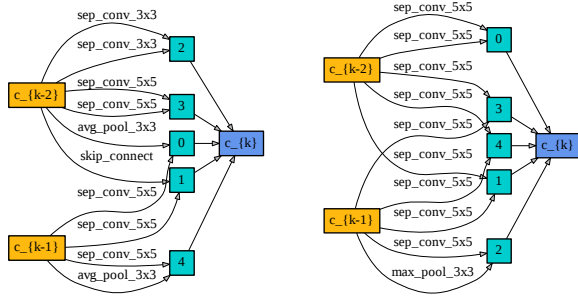 sep_conv_3x3
sep_conv_3x3
2
c_{k-2}
sep_conv_5x5
sep_conv_5x5
3
avg_pool_3x3
0
c_{k}
skip_connect
1
sep_conv_5x5
sep_conv_5x5
c_{k-1}
sep_conv_5x5
4
avg_pool_3x3
sep_conv_5x5
sep_conv_5x5
0
sep_conv_5x5
c_{k-2}
sep_conv_5x5
3
sep_conv_5x5
4
c_{k}
sep_conv_5x5
1
sep_conv_5x5
c_{k-1}
sep_conv_5x5
sep_conv_5x5
2
max_pool_3x3